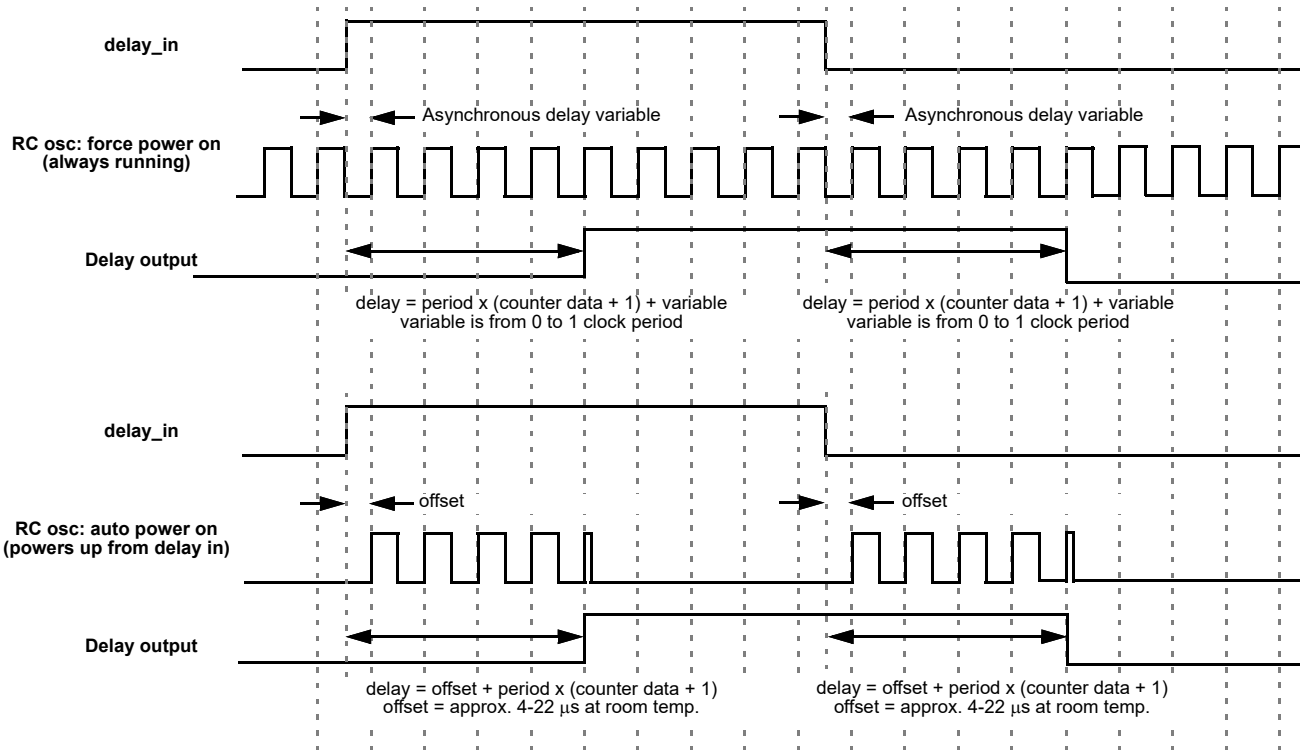 delay_in
Asynchronous delay variable
Asynchronous delay variable
RC osc: force power on
(always running)
Delay output
delay = period x (counter data + 1) + variable
variable is from 0 to 1 clock period
delay = period x (counter data + 1) + variable
variable is from 0 to 1 clock period
delay_in
offset
offset
RC osc: auto power on
(powers up from delay in)
Delay output
delay = offset + period x (counter data + 1)
offset = approx. 4-22 μs at room temp.
delay = offset + period x (counter data + 1)
offset = approx. 4-22 μs at room temp.